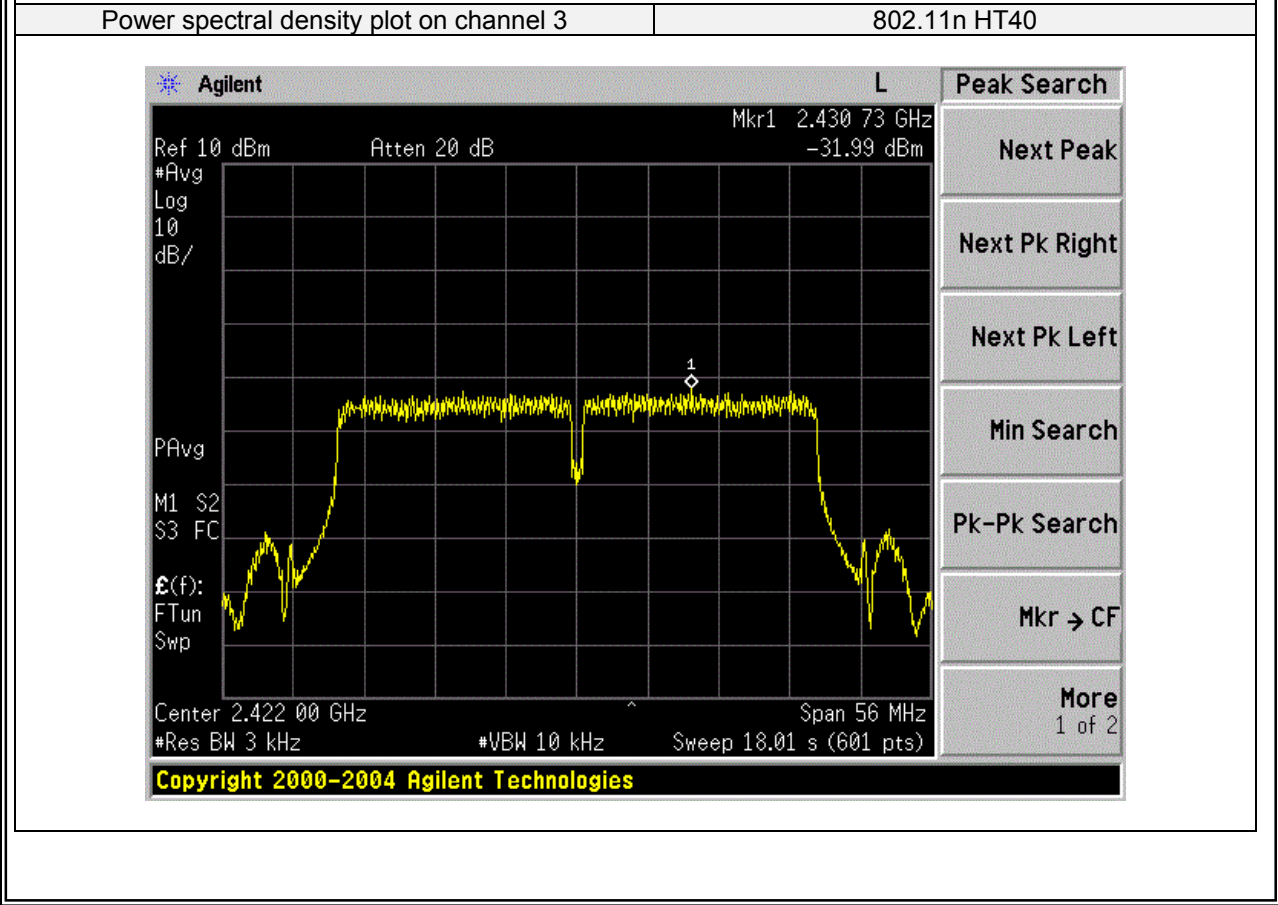 Power spectral density plot on channel 3 802.11n HT40
Agilent L Peak Search
Mkr1 2.430 73 GHz
Ref 10 dBm Atten 20 dB -31.99 dBm
#Avg
Log
10
dB/
1
PAvg
M1 S2
S3 FC
£(f):
FTun
Swp
Center 2.422 00 GHz ^ Span 56 MHz
#Res BW 3 kHz #VBW 10 kHz Sweep 18.01 s (601 pts)
Copyright 2000-2004 Agilent Technologies
Next Peak
Next Pk Right
Next Pk Left
Min Search
Pk-Pk Search
Mkr → CF
More
1 of 2